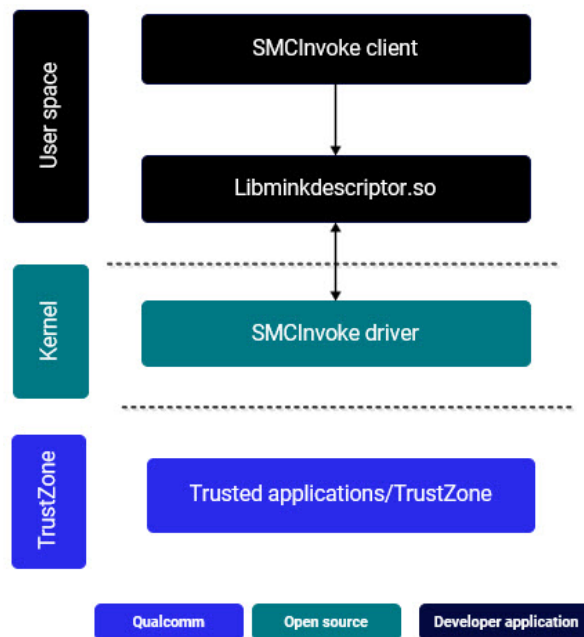 User space
SMCInvoke client
Libminkdescriptor.so
Kernel
SMCInvoke driver
TrustZone
Trusted applications/TrustZone
Qualcomm
Open source
Developer application